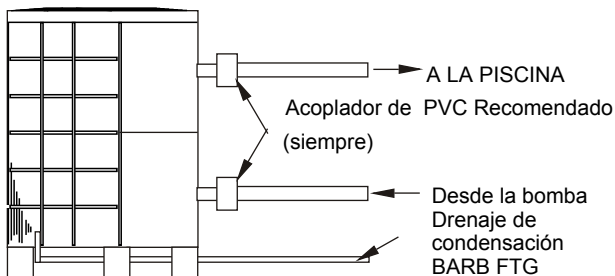 A LA PISCINA
Acoplador de PVC Recomendado
(siempre)
Desde la bomba
Drenaje de
condensación
BARB FTG